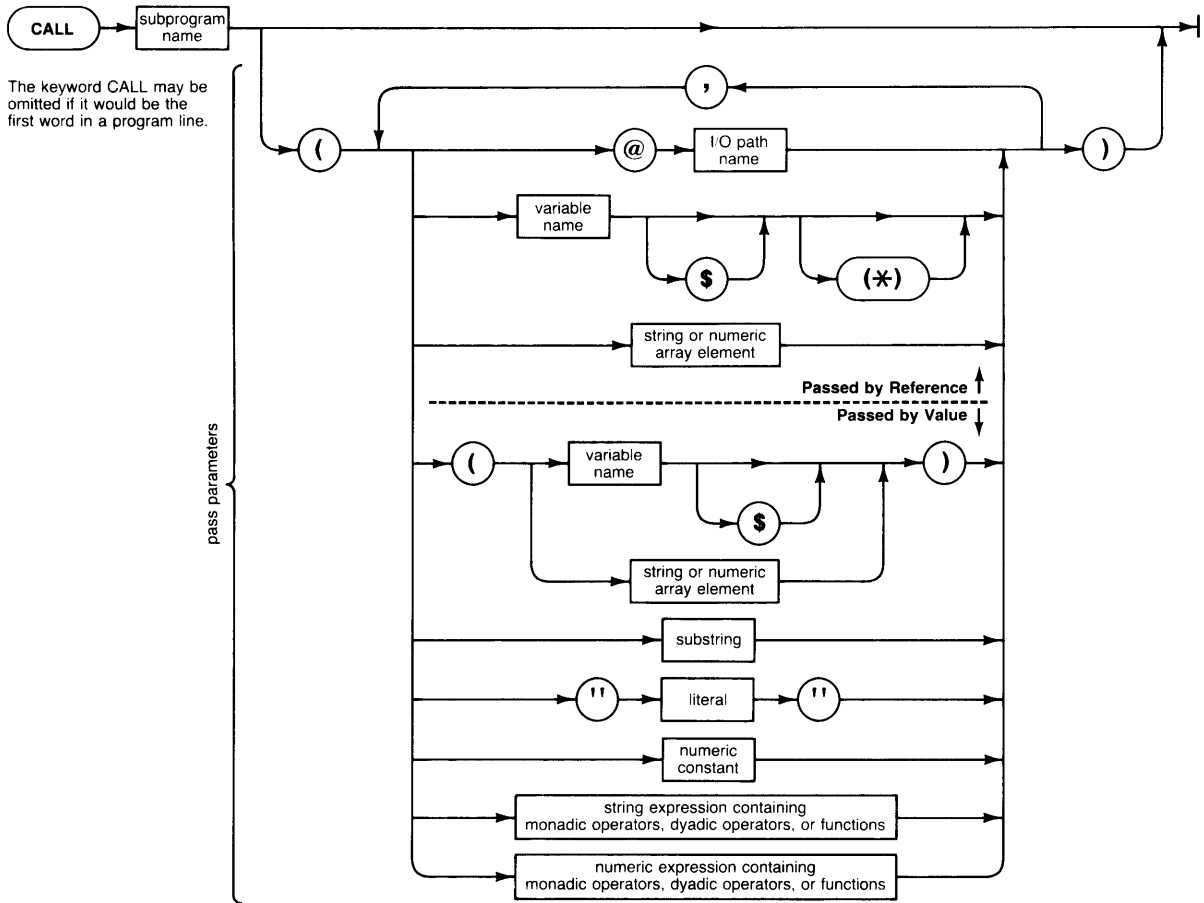 CALL
subprogram
name
The keyword CALL may be
omitted if it would be the
first word in a program line.
,
(
@
I/O path
name
)
variable
name
$
(*)
string or numeric
array element
Passed by Reference
Passed by Value
pass parameters
(
variable
name
)
$
string or numeric
array element
substring
"
literal
"
numeric
constant
string expression containing
monadic operators, dyadic operators, or functions
numeric expression containing
monadic operators, dyadic operators, or functions